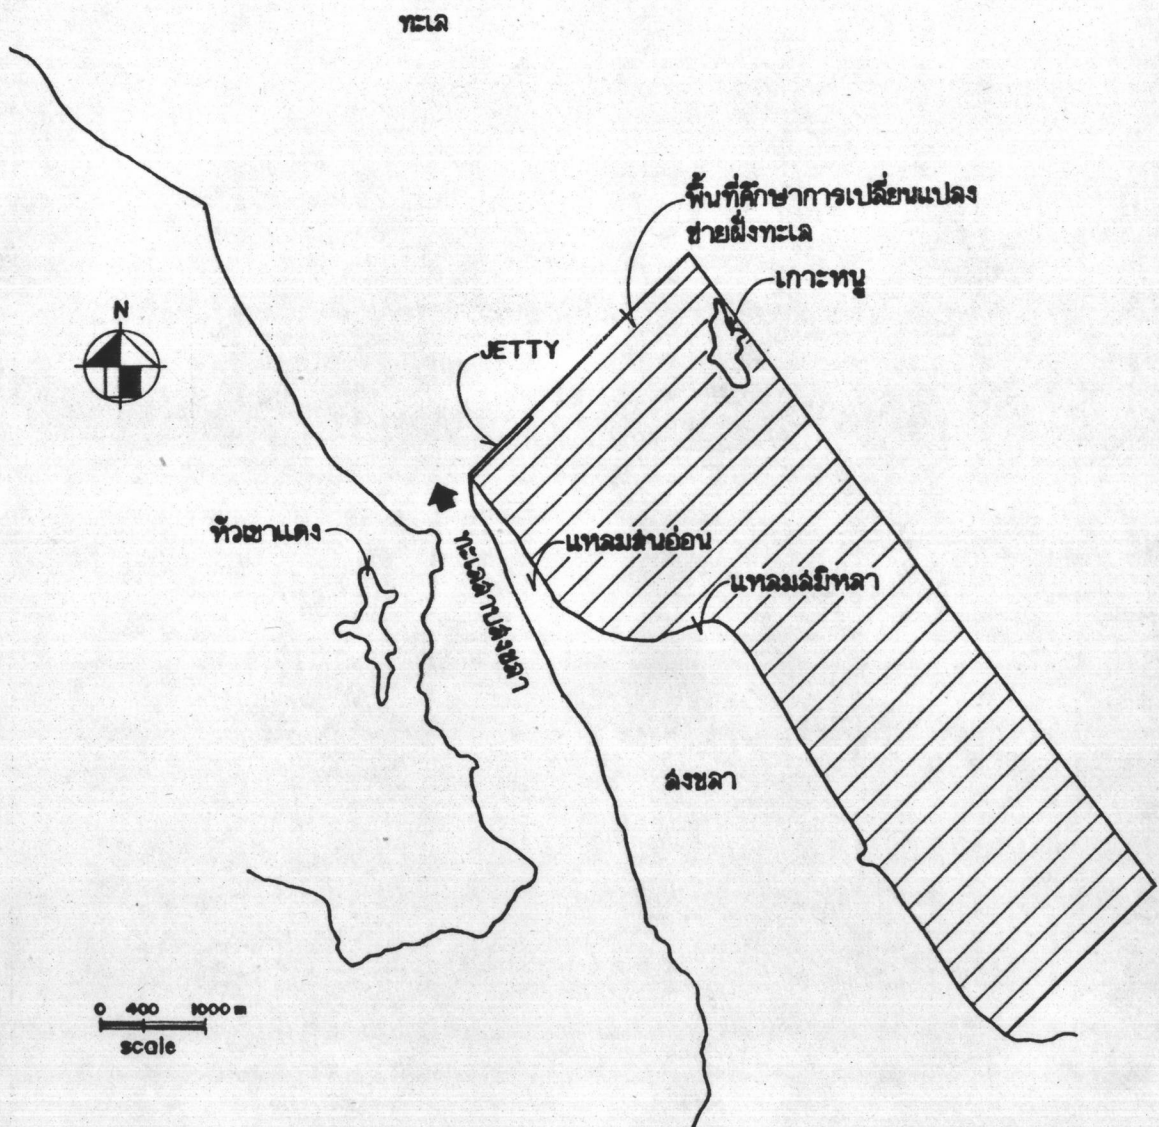 ทะเล
พื้นที่ศึกษาการเปลี่ยนแปลง
ชายฝั่งทะเล
เกาะหนู
N
JETTY
หัวเขาแดง
ทะเลสาบสงขลา
แหลมสนอ่อน
แหลมสมิหลา
สงขลา
0 400 1000 m
scale